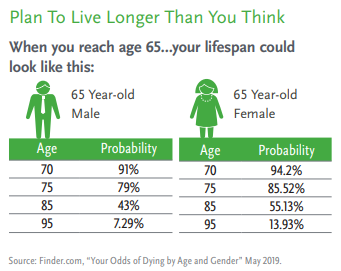 Plan To Live Longer Than You Think
When you reach age 65...your lifespan could
look like this:
65 Year-old
Male
Age Probability
70 91%
75 79%
85 43%
95 7.29%
65 Year-old
Female
Age Probability
70 94.2%
75 85.52%
85 55.13%
95 13.93%
Source: Finder.com, “Your Odds of Dying by Age and Gender” May 2019.